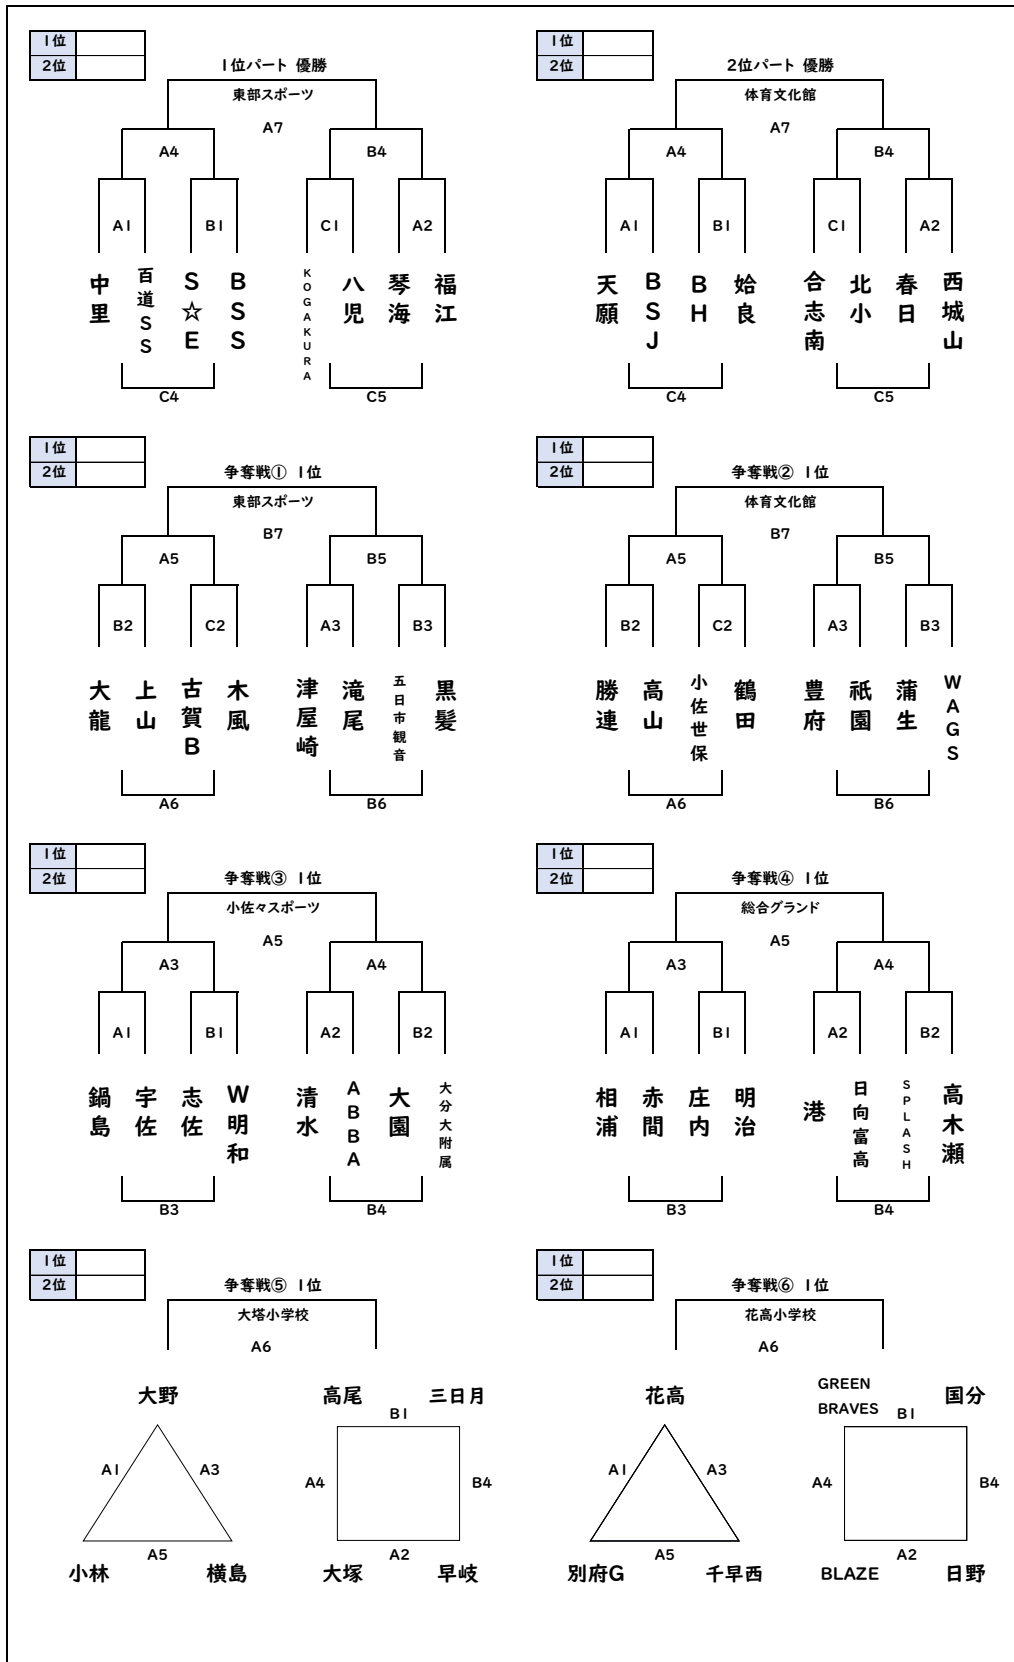 1位
2位
1位パート 優勝
東部スポーツ
A7
A4
B4
A1
B1
C1
A2
中里
百道SS
S☆E
BSS
KOGAKURA
八児
琴海
福江
C4
C5
1位
2位
2位パート 優勝
体育文化館
A7
A4
B4
A1
B1
C1
A2
天願
BSJ
BH
姶良
合志南
北小
春日
西城山
C4
C5
1位
2位
争奪戦① 1位
東部スポーツ
B7
A5
B5
B2
C2
A3
B3
大龍
上山
古賀B
木風
津屋崎
滝尾
五日市観音
黒髪
A6
B6
1位
2位
争奪戦② 1位
体育文化館
B7
A5
B5
B2
C2
A3
B3
勝連
高山
小佐世保
鶴田
豊府
祇園
蒲生
WAGS
A6
B6
1位
2位
争奪戦③ 1位
小佐々スポーツ
A5
A3
A4
A1
B1
A2
B2
鍋島
宇佐
志佐
W明和
清水
ABBA
大園
大分大附属
B3
B4
1位
2位
争奪戦④ 1位
総合グランド
A5
A3
A4
A1
B1
A2
B2
相浦
赤間
庄内
明治
港
日向富高
SPLASH
高木瀬
B3
B4
1位
2位
争奪戦⑤ 1位
大塔小学校
A6
大野
A1
A3
A5
小林
横島
高尾
三日月
B1
A4
B4
A2
大塚
早岐
1位
2位
争奪戦⑥ 1位
花高小学校
A6
花高
A1
A3
A5
別府G
千早西
GREEN
BRAVES
国分
B1
A4
B4
A2
BLAZE
日野